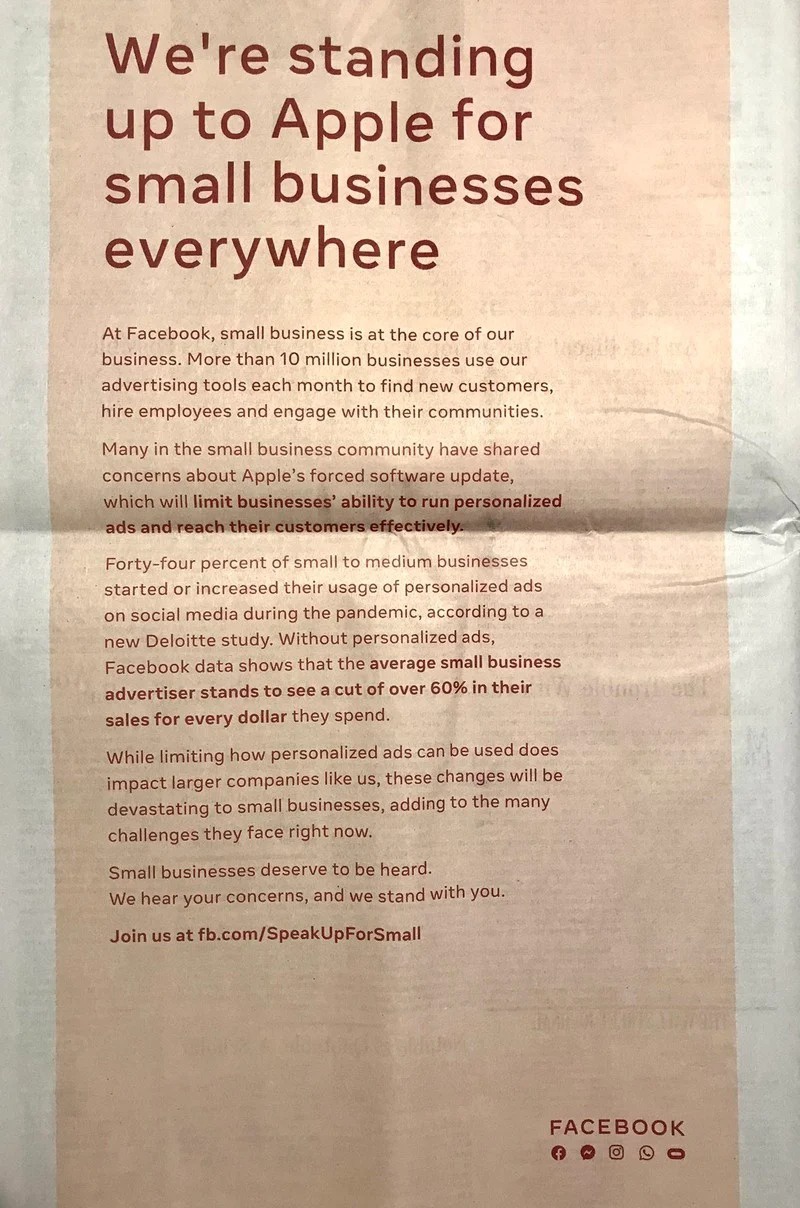 We're standing
up to Apple for
small businesses
everywhere
At Facebook, small business is at the core of our
business. More than 10 million businesses use our
advertising tools each month to find new customers,
hire employees and engage with their communities.
Many in the small business community have shared
concerns about Apple's forced software update,
which will limit businesses' ability to run personalized
ads and reach their customers effectively.
Forty-four percent of small to medium businesses
started or increased their usage of personalized ads
on social media during the pandemic, according to a
new Deloitte study. Without personalized ads,
Facebook data shows that the average small business
advertiser stands to see a cut of over 60% in their
sales for every dollar they spend.
While limiting how personalized ads can be used does
impact larger companies like us, these changes will be
devastating to small businesses, adding to the many
challenges they face right now.
Small businesses deserve to be heard.
We hear your concerns, and we stand with you.
Join us at fb.com/SpeakUpForSmall
FACEBOOK